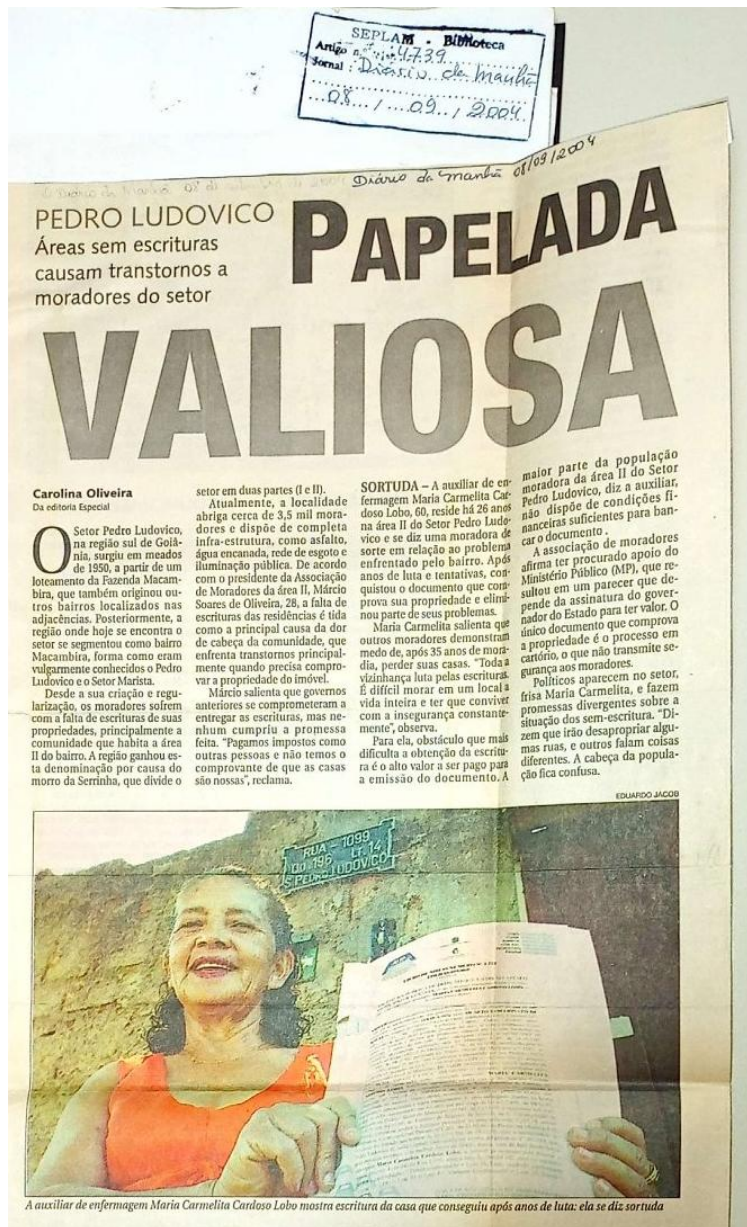 SEPLAM - Biblioteca
Artigo n.º 4739
Jornal: Diário da Manhã
08 / 09 / 2004
Diário da Manhã 08/09/2004
PEDRO LUDOVICO
Áreas sem escrituras
causam transtornos a
moradores do setor
PAPELADA
VALIOSA
Carolina Oliveira
Da editoria Especial
O Setor Pedro Ludovico,
na região sul de Goiâ-
nia, surgiu em meados
de 1950, a partir de um
loteamento da Fazenda Macam-
bira, que também originou ou-
tros bairros localizados nas
adjacências. Posteriormente, a
região onde hoje se encontra o
setor se segmentou como bairro
Macambira, forma como eram
vulgarmente conhecidos o Pedro
Ludovico e o Setor Marista.
Desde a sua criação e regu-
larização, os moradores sofrem
com a falta de escrituras de suas
propriedades, principalmente a
comunidade que habita a área
II do bairro. A região ganhou es-
ta denominação por causa do
morro da Serrinha, que divide o
setor em duas partes (I e II).
Atualmente, a localidade
abriga cerca de 3,5 mil mora-
dores e dispõe de completa
infra-estrutura, como asfalto,
água encanada, rede de esgoto e
iluminação pública. De acordo
com o presidente da Associação
de Moradores da área II, Márcio
Soares de Oliveira, 28, a falta de
escrituras das residências é tida
como a principal causa da dor
de cabeça da comunidade, que
enfrenta transtornos principal-
mente quando precisa compro-
var a propriedade do imóvel.
Márcio salienta que governos
anteriores se comprometeram a
entregar as escrituras, mas ne-
nhum cumpriu a promessa
feita. "Pagamos impostos como
outras pessoas e não temos o
comprovante de que as casas
são nossas", reclama.
SORTUDA – A auxiliar de en-
fermagem Maria Carmelita Car-
doso Lobo, 60, reside há 26 anos
na área II do Setor Pedro Ludo-
vico e se diz uma moradora de
sorte em relação ao problema
enfrentado pelo bairro. Após
anos de luta e tentativas, con-
quistou o documento que com-
prova sua propriedade e elimi-
nou parte de seus problemas.
Maria Carmelita salienta que
outros moradores demonstram
medo de, após 35 anos de mora-
dia, perder suas casas. "Toda a
vizinhança luta pelas escrituras.
É difícil morar em um local a
vida inteira e ter que conviver
com a insegurança constante-
mente", observa.
Para ela, obstáculo que mais
dificulta a obtenção da escritu-
ra é o alto valor a ser pago para
a emissão do documento. A
maior parte da população
moradora da área II do Setor
Pedro Ludovico, diz a auxiliar,
não dispõe de condições fi-
nanceiras suficientes para ban-
car o documento .
A associação de moradores
afirma ter procurado apoio do
Ministério Público (MP), que re-
sultou em um parecer que de-
pende da assinatura do gover-
nador do Estado para ter valor. O
único documento que comprova
a propriedade é o processo em
cartório, o que não transmite se-
gurança aos moradores.
Políticos aparecem no setor,
frisa Maria Carmelita, e fazem
promessas divergentes sobre a
situação dos sem-escritura. "Di-
zem que irão desapropriar algu-
mas ruas, e outros falam coisas
diferentes. A cabeça da popula-
ção fica confusa.
EDUARDO JACOB
RUA - 1099
QD 196 LT. 14
S. PEDRO LUDOVICO
A auxiliar de enfermagem Maria Carmelita Cardoso Lobo mostra escritura da casa que conseguiu após anos de luta: ela se diz sortuda